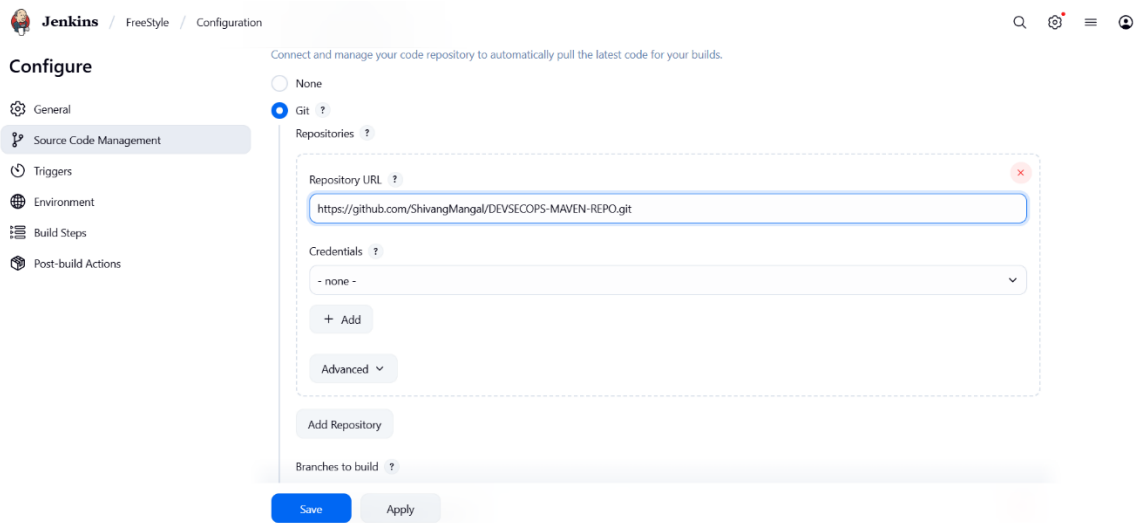 Jenkins / FreeStyle / Configuration
Configure
General
Source Code Management
Triggers
Environment
Build Steps
Post-build Actions
Connect and manage your code repository to automatically pull the latest code for your builds.
None
Git ?
Repositories ?
Repository URL ?
https://github.com/ShivangMangal/DEVSECOPS-MAVEN-REPO.git
Credentials ?
- none -
+ Add
Advanced
Add Repository
Branches to build ?
Save Apply